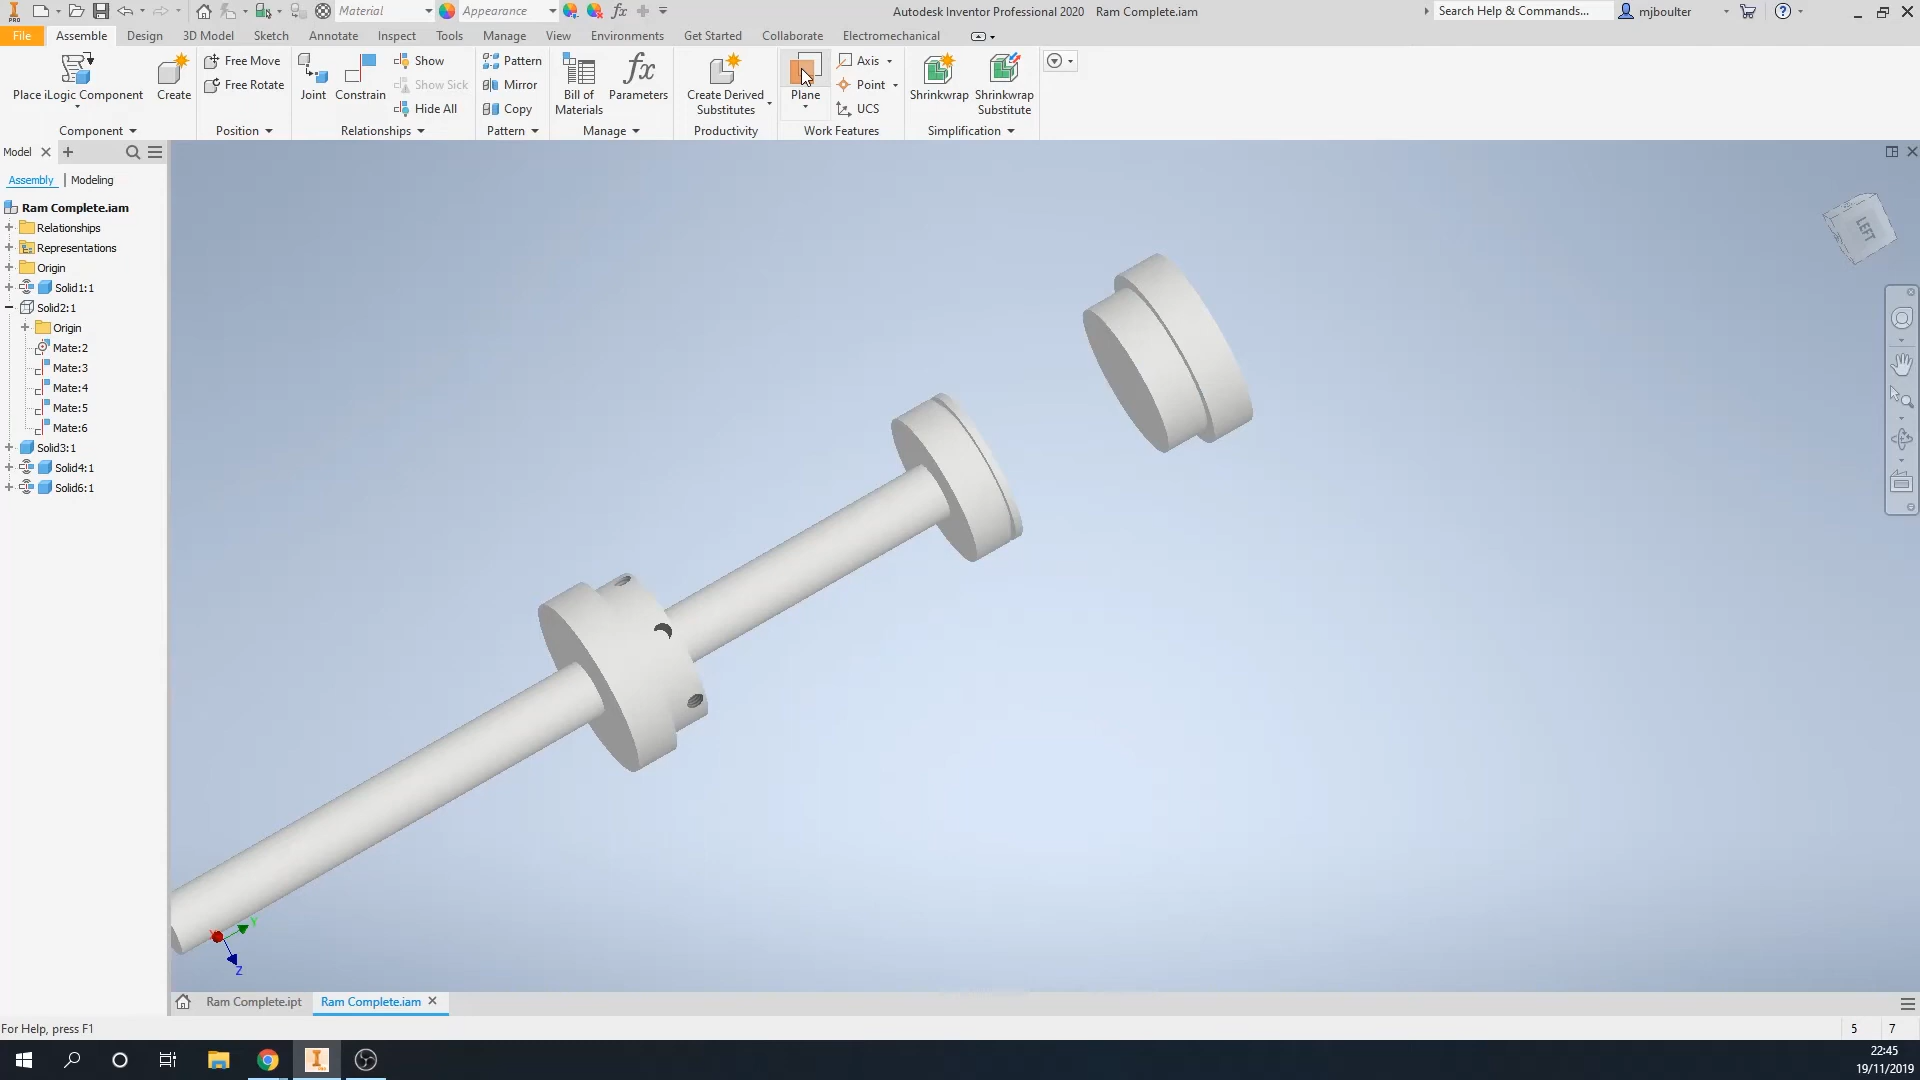 Material
Appearance
Autodesk Inventor Professional 2020 Ram Complete.iam
Search Help & Commands...
mjboulter
File
Assemble
Design
3D Model
Sketch
Annotate
Inspect
Tools
Manage
View
Environments
Get Started
Collaborate
Electromechanical
Place iLogic Component
Create
Free Move
Free Rotate
Joint
Constrain
Show
Show Sick
Hide All
Pattern
Mirror
Copy
Bill of
Materials
fx
Parameters
Create Derived
Substitutes
Plane
Axis
Point
UCS
Shrinkwrap
Shrinkwrap
Substitute
Component
Position
Relationships
Pattern
Manage
Productivity
Work Features
Simplification
Model
Assembly | Modeling
Ram Complete.iam
Relationships
Representations
Origin
Solid1:1
Solid2:1
Origin
Mate:2
Mate:3
Mate:4
Mate:5
Mate:6
Solid3:1
Solid4:1
Solid6:1
LEFT
Y
Z
Ram Complete.ipt
Ram Complete.iam
For Help, press F1
5 7
22:45
19/11/2019